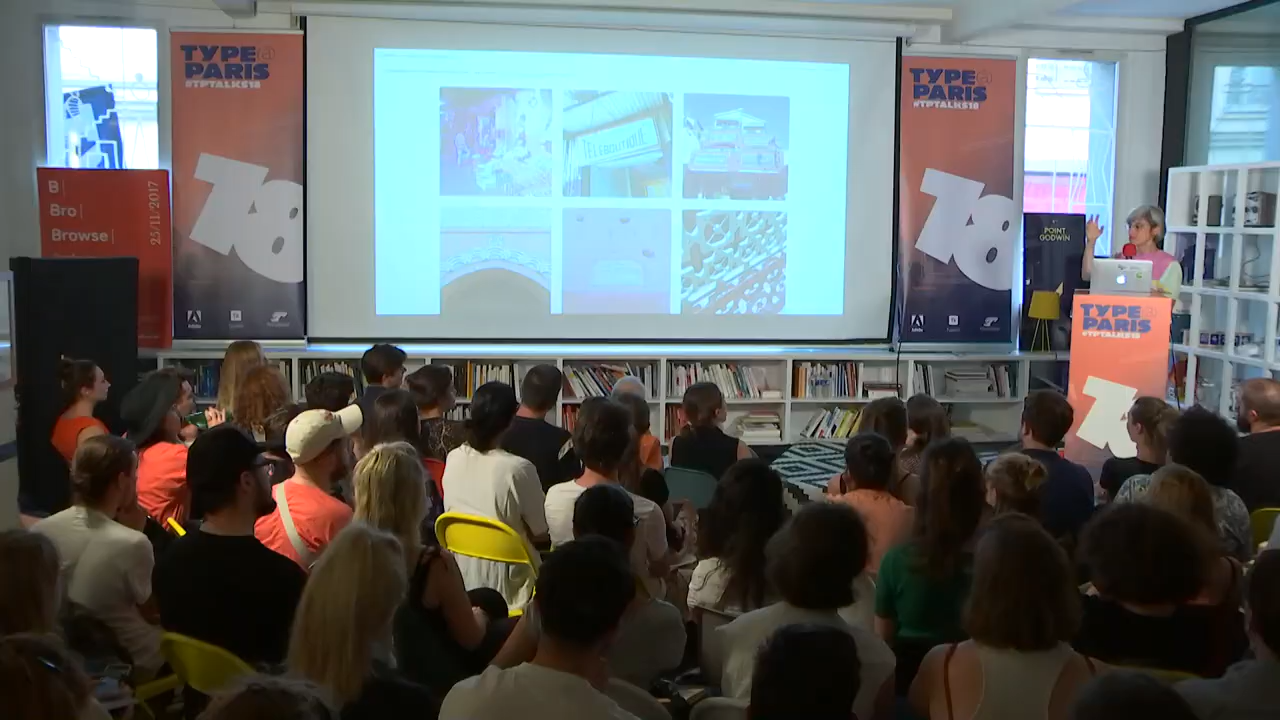 TYPE@
PARIS
#TPTALKS18
18
B
Bro
Browse
25/11/2017
TÉLÉBOUTIQUE
TYPE@
PARIS
#TPTALKS18
18
POINT
GODWIN
TYPE@
PARIS
#TPTALKS18
18